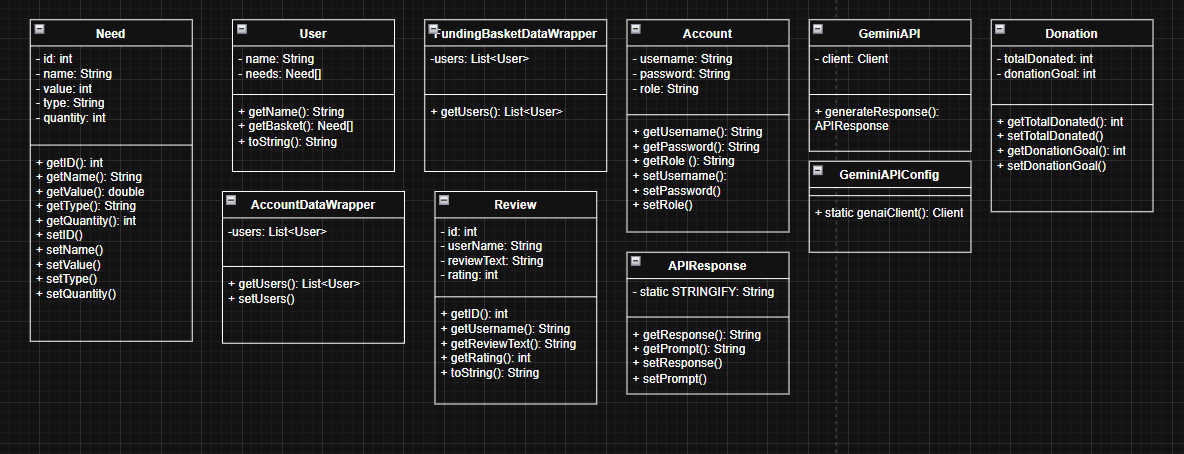 Need
- id: int
- name: String
- value: int
- type: String
- quantity: int
+ getID(): int
+ getName(): String
+ getValue(): double
+ getType(): String
+ getQuantity(): int
+ setID()
+ setName()
+ setValue()
+ setType()
+ setQuantity()
User
- name: String
- needs: Need[]
+ getName(): String
+ getBasket(): Need[]
+ toString(): String
FundingBasketDataWrapper
-users: List<User>
+ getUsers(): List<User>
Account
- username: String
- password: String
- role: String
+ getUsername(): String
+ getPassword(): String
+ getRole (): String
+ setUsername():
+ setPassword()
+ setRole()
GeminiAPI
- client: Client
+ generateResponse():
APIResponse
Donation
- totalDonated: int
- donationGoal: int
+ getTotalDonated(): int
+ setTotalDonated()
+ getDonationGoal(): int
+ setDonationGoal()
AccountDataWrapper
-users: List<User>
+ getUsers(): List<User>
+ setUsers()
Review
- id: int
- userName: String
- reviewText: String
- rating: int
+ getID(): int
+ getUsername(): String
+ getReviewText(): String
+ getRating(): int
+ toString(): String
APIResponse
- static STRINGIFY: String
+ getResponse(): String
+ getPrompt(): String
+ setResponse()
+ setPrompt()
GeminiAPIConfig
+ static genaiClient(): Client